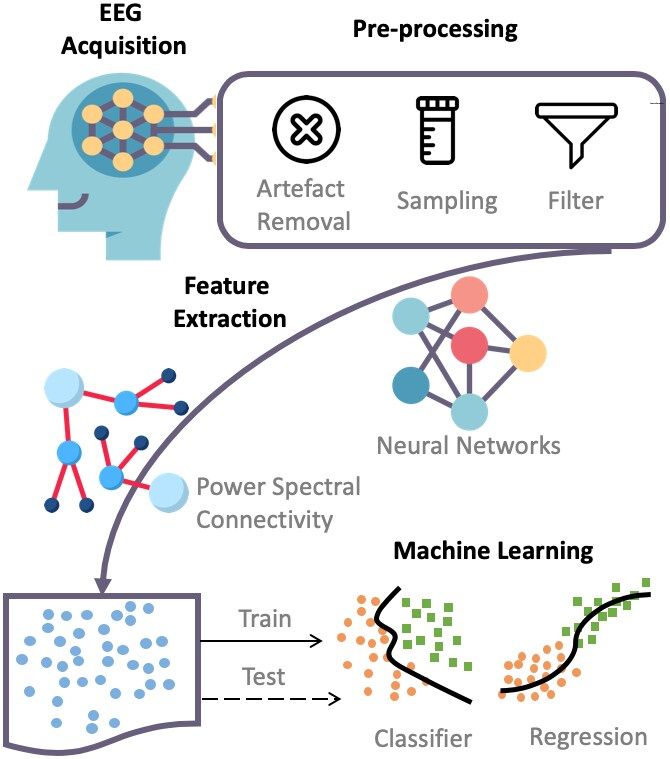 EEG
Acquisition
Pre-processing
Artefact
Removal
Sampling
Filter
Feature
Extraction
Neural Networks
Power Spectral
Connectivity
Machine Learning
Train
Test
Classifier
Regression